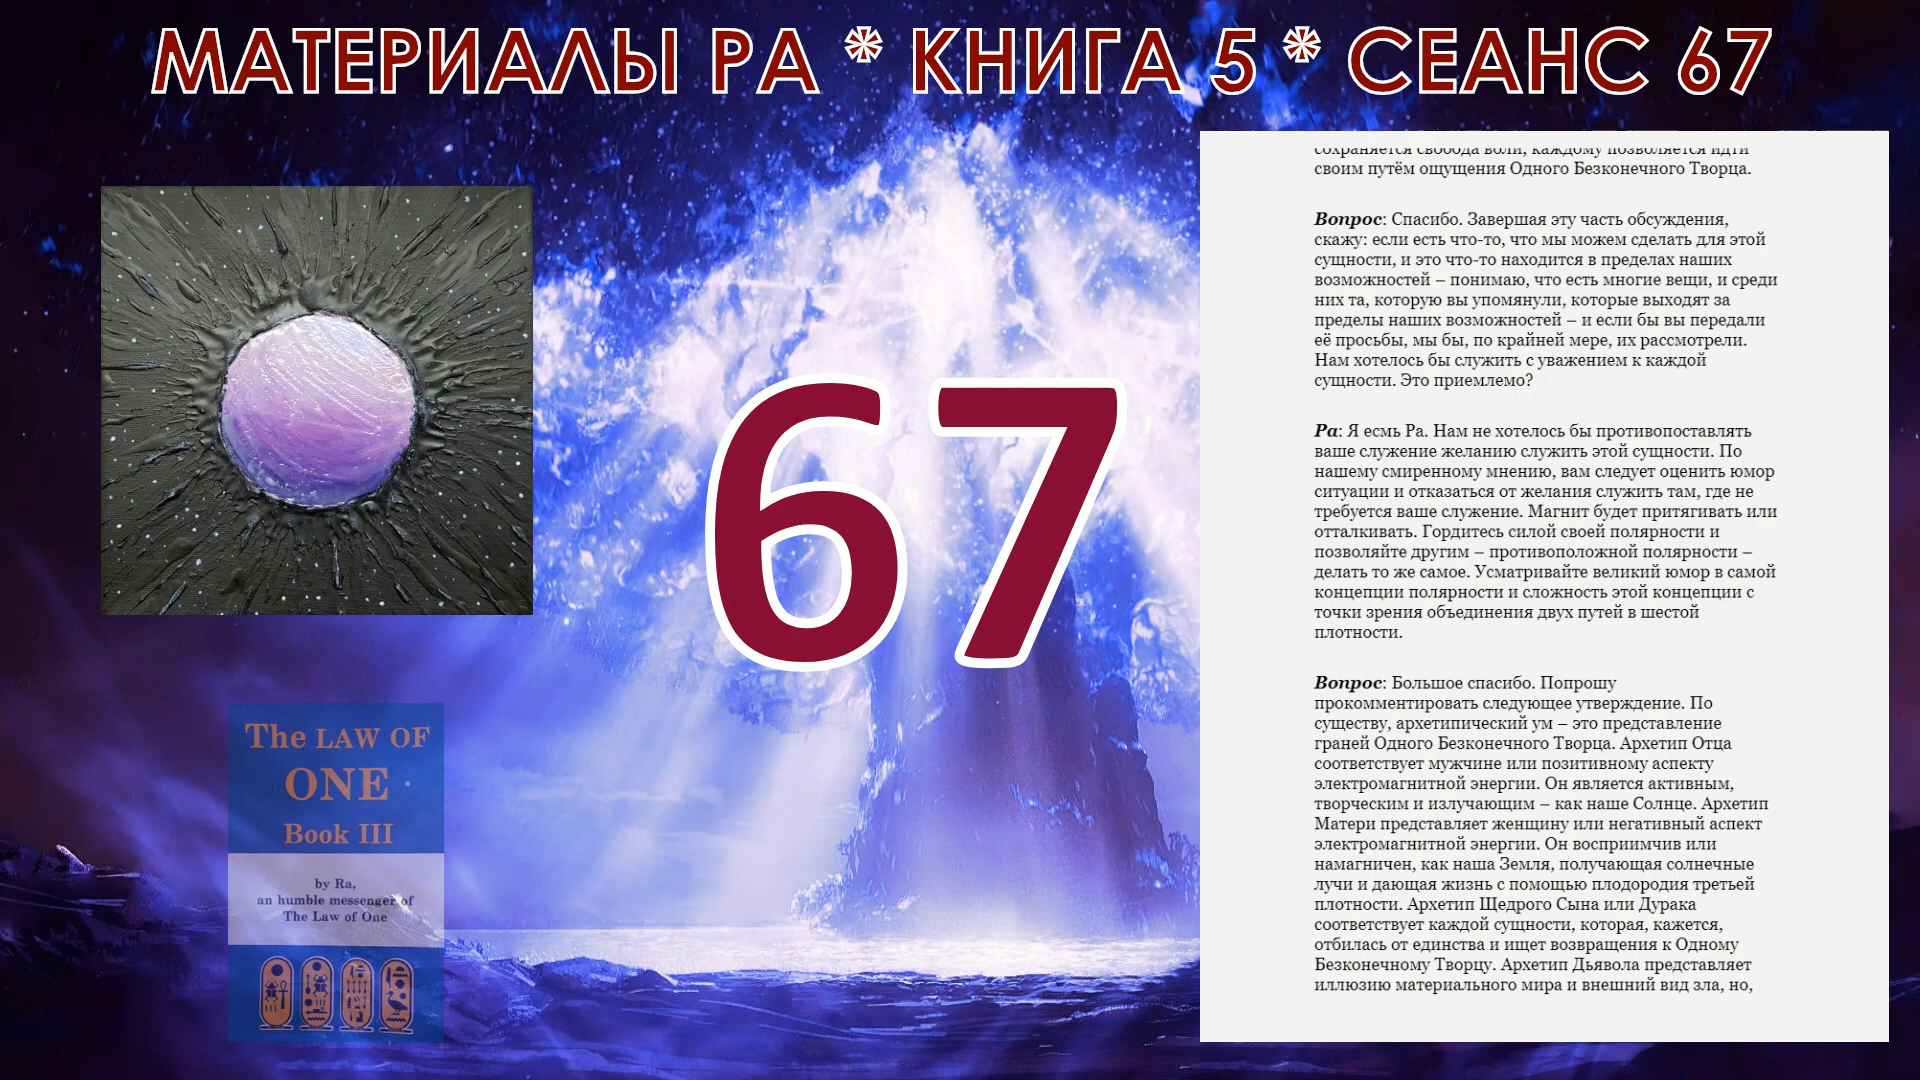 МАТЕРИАЛЫ РА * КНИГА 5 * СЕАНС 67
67
The LAW OF
ONE
Book III
by Ra,
an humble messenger of
The Law of One
сохраняется свобода воли, каждому позволяется идти
своим путём ощущения Одного Безконечного Творца.
Вопрос: Спасибо. Завершая эту часть обсуждения,
скажу: если есть что-то, что мы можем сделать для этой
сущности, и это что-то находится в пределах наших
возможностей – понимаю, что есть многие вещи, и среди
них та, которую вы упомянули, которые выходят за
пределы наших возможностей – и если бы вы передали
её просьбы, мы бы, по крайней мере, их рассмотрели.
Нам хотелось бы служить с уважением к каждой
сущности. Это приемлемо?
Ра: Я есмь Ра. Нам не хотелось бы противопоставлять
ваше служение желанию служить этой сущности. По
нашему смиренному мнению, вам следует оценить юмор
ситуации и отказаться от желания служить там, где не
требуется ваше служение. Магнит будет притягивать или
отталкивать. Гордитесь силой своей полярности и
позволяйте другим – противоположной полярности –
делать то же самое. Усматривайте великий юмор в самой
концепции полярности и сложность этой концепции с
точки зрения объединения двух путей в шестой
плотности.
Вопрос: Большое спасибо. Попрошу
прокомментировать следующее утверждение. По
существу, архетипический ум – это представление
граней Одного Безконечного Творца. Архетип Отца
соответствует мужчине или позитивному аспекту
электромагнитной энергии. Он является активным,
творческим и излучающим – как наше Солнце. Архетип
Матери представляет женщину или негативный аспект
электромагнитной энергии. Он восприимчив или
намагничен, как наша Земля, получающая солнечные
лучи и дающая жизнь с помощью плодородия третьей
плотности. Архетип Щедрого Сына или Дурака
соответствует каждой сущности, которая, кажется,
отбилась от единства и ищет возвращения к Одному
Безконечному Творцу. Архетип Дьявола представляет
иллюзию материального мира и внешний вид зла, но,